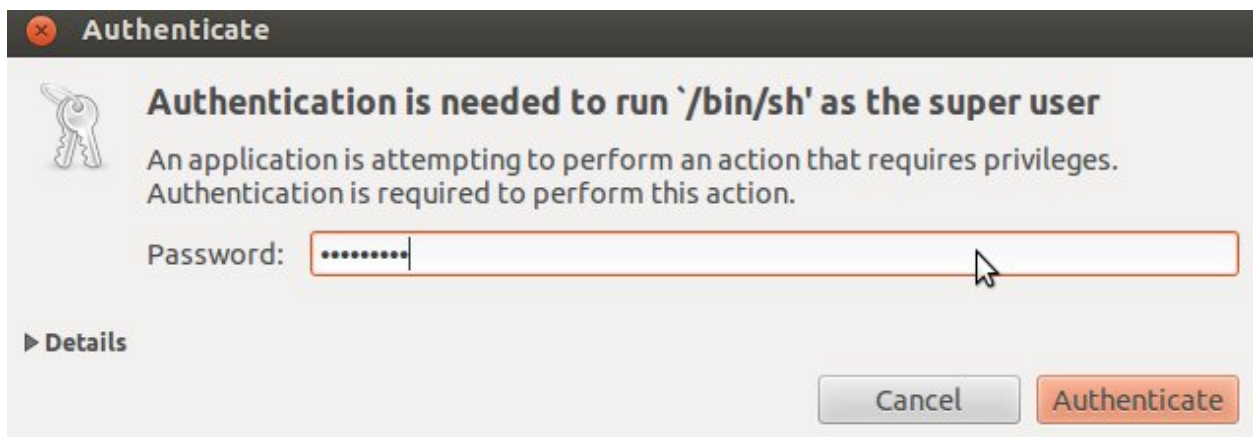 Authenticate
Authentication is needed to run `/bin/sh' as the super user
An application is attempting to perform an action that requires privileges.
Authentication is required to perform this action.
Password: •••••••••
Details
Cancel Authenticate